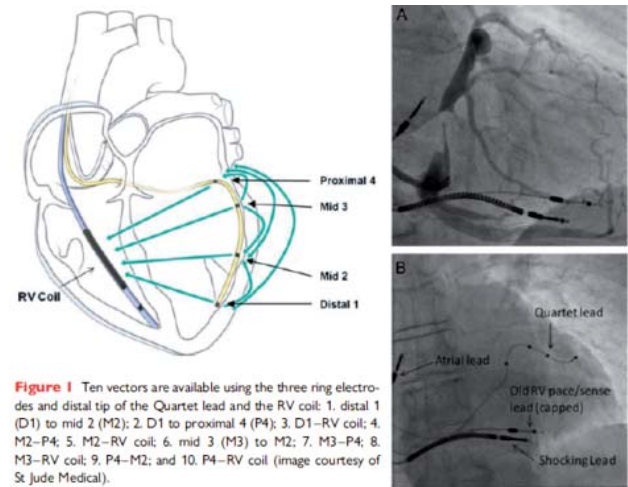 Proximal 4
Mid 3
Mid 2
Distal 1
RV Coil
Figure 1 Ten vectors are available using the three ring electro-
des and distal tip of the Quartet lead and the RV coil: 1. distal 1
(D1) to mid 2 (M2); 2. D1 to proximal 4 (P4); 3. D1–RV coil; 4.
M2–P4; 5. M2–RV coil; 6. mid 3 (M3) to M2; 7. M3–P4; 8.
M3–RV coil; 9. P4–M2; and 10. P4–RV coil (image courtesy of
St Jude Medical).
A
B
Quartet lead
Atrial lead
Old RV pace/sense
lead (capped)
Shocking Lead